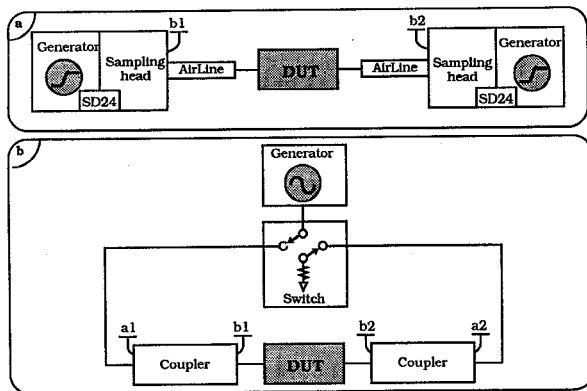 a
b1
b2
Generator
Sampling
head
SD24
AirLine
DUT
AirLine
Sampling
head
Generator
SD24
b
Generator
Switch
a1
b1
b2
a2
Coupler
DUT
Coupler